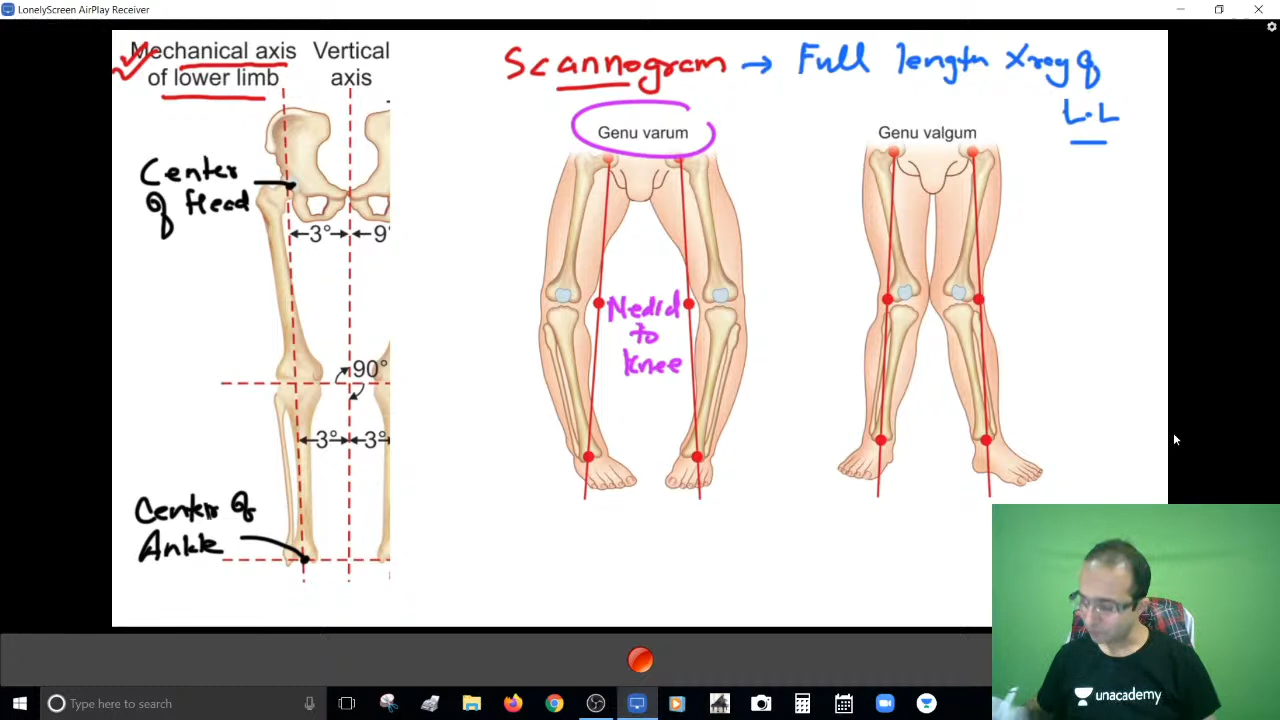 LonelyScreen AirPlay Receiver
Mechanical axis
of lower limb
Vertical
axis
Scannogram → Full length Xray of
L.L
Genu varum
Genu valgum
Center
of Head
3°
9°
Medial
to
knee
90°
3°
3°
Center of
Ankle
unacademy
Type here to search